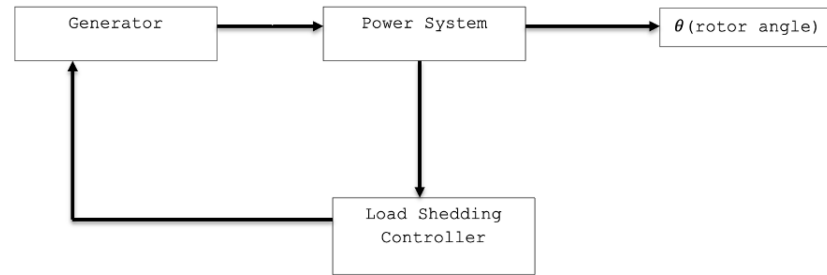 Generator
Power System
θ(rotor angle)
Load Shedding
Controller